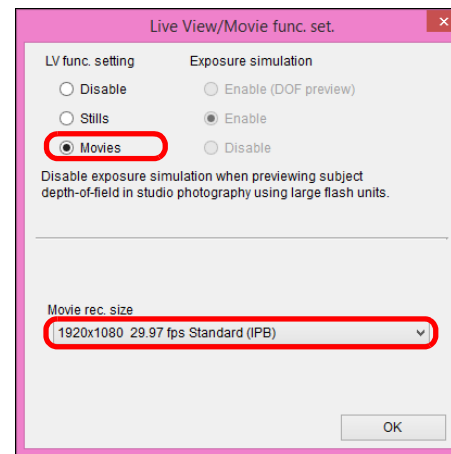 Live View/Movie func. set.
LV func. setting
Exposure simulation
Disable
Enable (DOF preview)
Stills
Enable
Movies
Disable
Disable exposure simulation when previewing subject
depth-of-field in studio photography using large flash units.
Movie rec. size
1920x1080 29.97 fps Standard (IPB)
OK